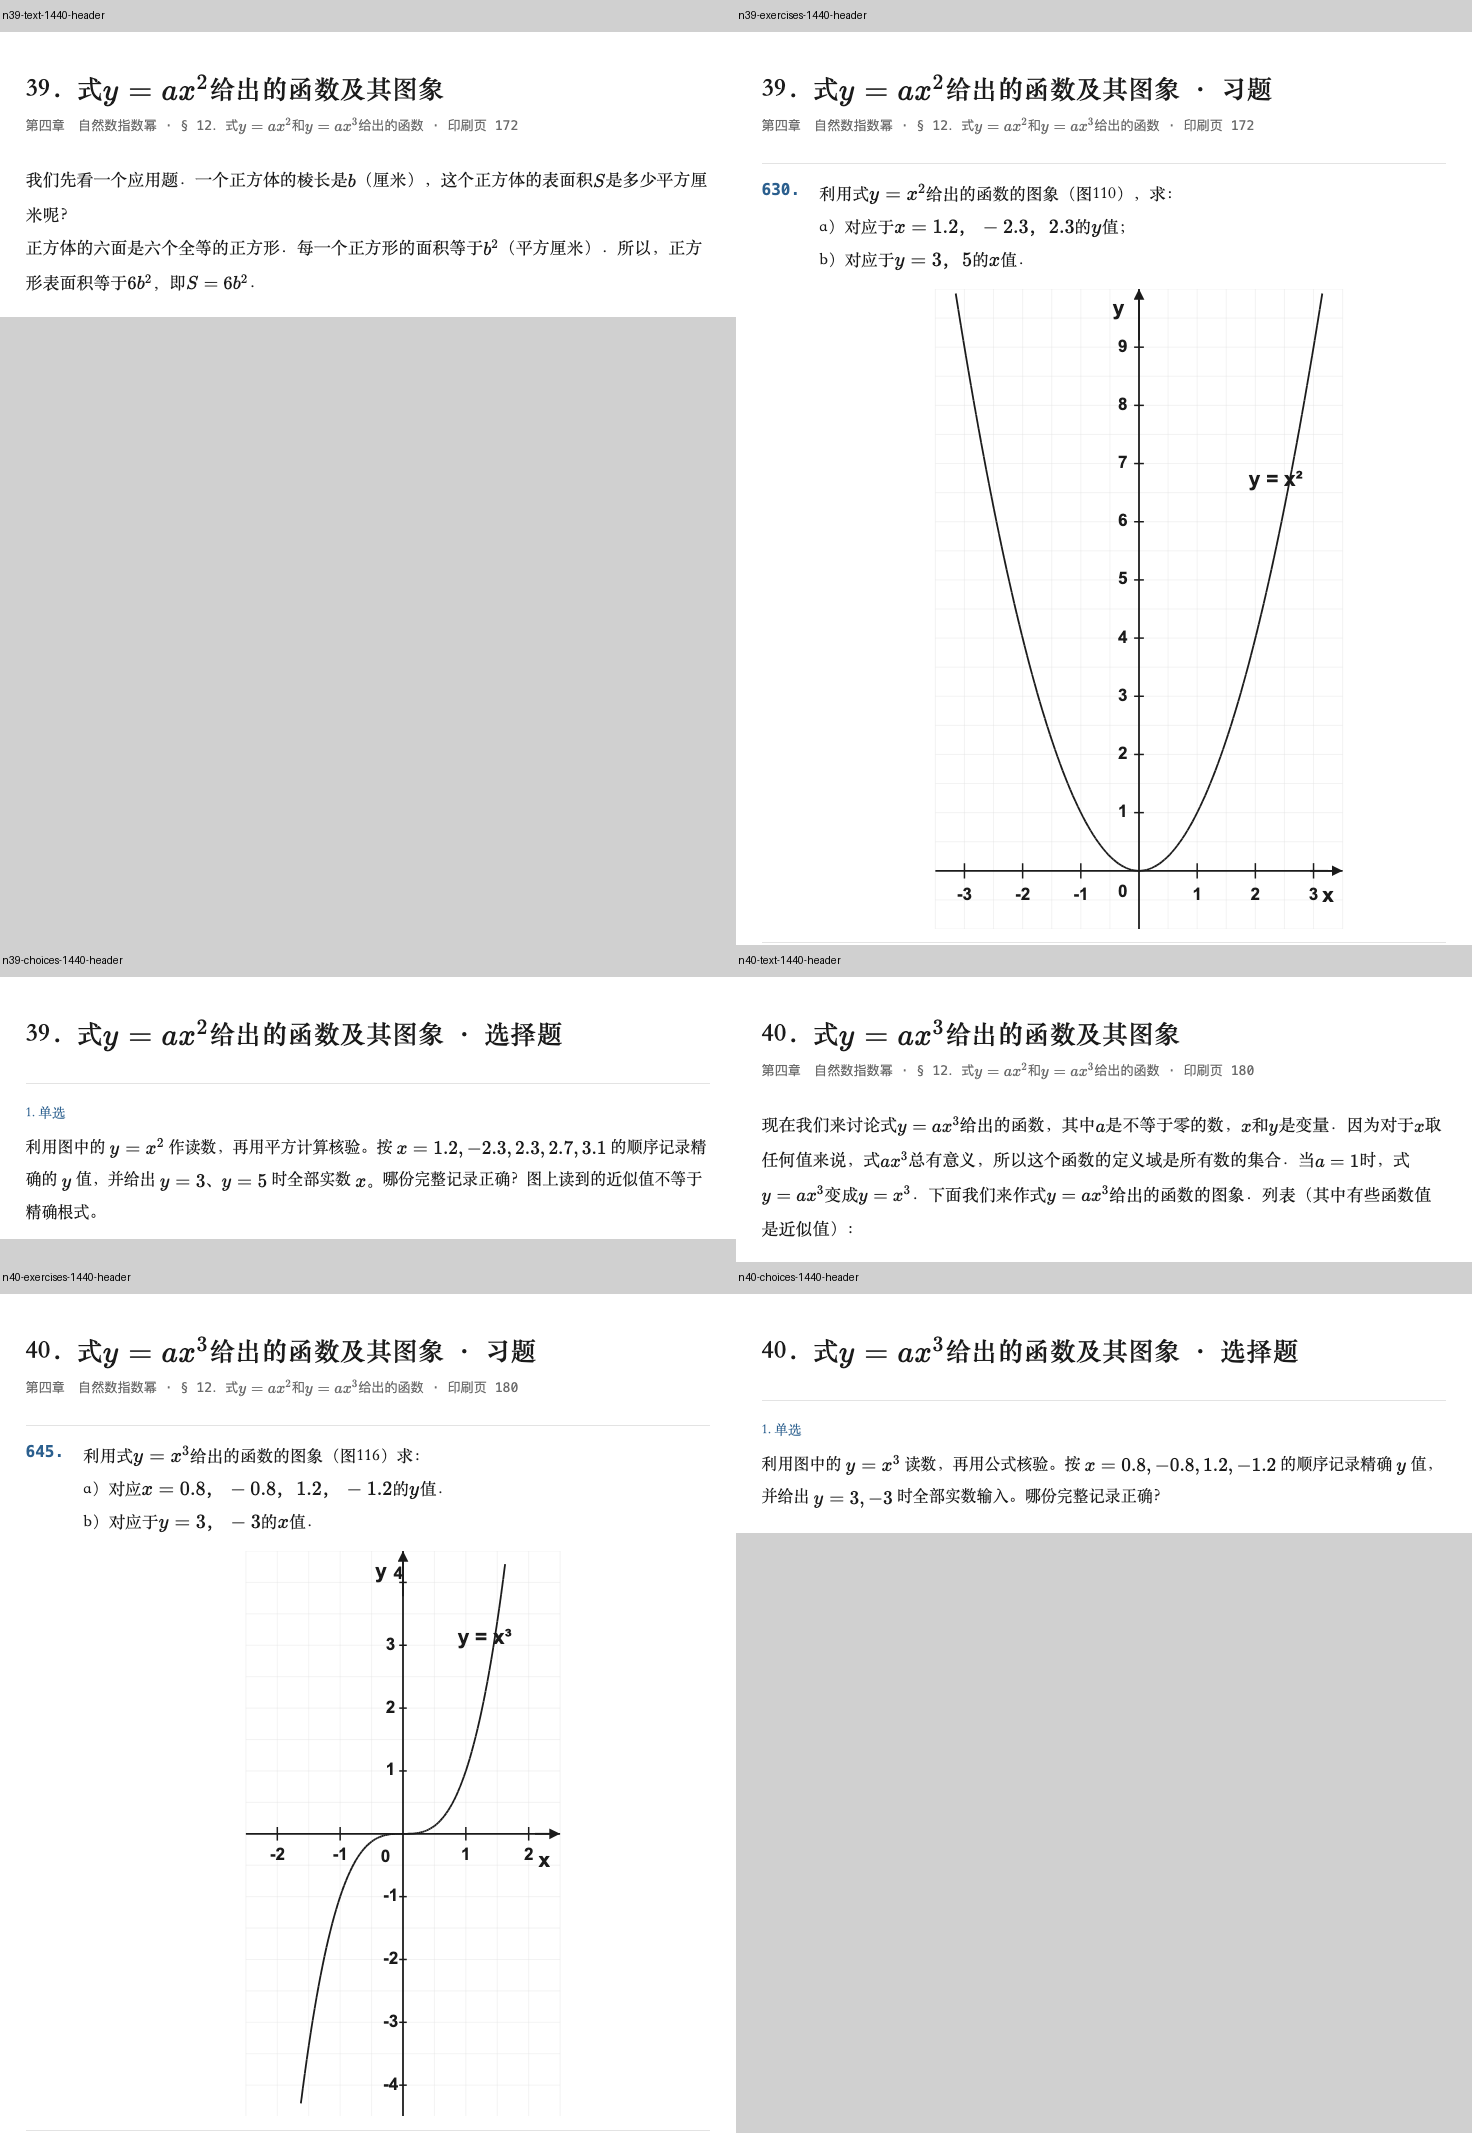 n39-text-1440-header
39. 式y = ax²给出的函数及其图象
第四章 自然数指数幂 · § 12. 式y = ax²和y = ax³给出的函数 · 印刷页 172
我们先看一个应用题. 一个正方体的棱长是b（厘米）, 这个正方体的表面积S是多少平方厘
米呢?
正方体的六面是六个全等的正方形. 每一个正方形的面积等于b²（平方厘米）. 所以, 正方
形表面积等于6b², 即S = 6b².
n39-exercises-1440-header
39. 式y = ax²给出的函数及其图象 · 习题
第四章 自然数指数幂 · § 12. 式y = ax²和y = ax³给出的函数 · 印刷页 172
630. 利用式y = x²给出的函数的图象（图110）, 求:
a）对应于x = 1.2, －2.3, 2.3的y值;
b）对应于y = 3, 5的x值.
y
9
8
7
y = x²
6
5
4
3
2
1
-3 -2 -1 0 1 2 3 x
n39-choices-1440-header
39. 式y = ax²给出的函数及其图象 · 选择题
1. 单选
利用图中的 y = x² 作读数，再用平方计算核验。按 x = 1.2, −2.3, 2.3, 2.7, 3.1 的顺序记录精
确的 y 值，并给出 y = 3、y = 5 时全部实数 x。哪份完整记录正确？图上读到的近似值不等于
精确根式。
n40-text-1440-header
40. 式y = ax³给出的函数及其图象
第四章 自然数指数幂 · § 12. 式y = ax²和y = ax³给出的函数 · 印刷页 180
现在我们来讨论式y = ax³给出的函数, 其中a是不等于零的数, x和y是变量. 因为对于x取
任何值来说, 式ax³总有意义, 所以这个函数的定义域是所有数的集合. 当a = 1时, 式
y = ax³变成y = x³. 下面我们来作式y = ax³给出的函数的图象. 列表（其中有些函数值
是近似值）:
n40-exercises-1440-header
40. 式y = ax³给出的函数及其图象 · 习题
第四章 自然数指数幂 · § 12. 式y = ax²和y = ax³给出的函数 · 印刷页 180
645. 利用式y = x³给出的函数的图象（图116）求:
a）对应x = 0.8, －0.8, 1.2, －1.2的y值.
b）对应于y = 3, －3的x值.
y 4
y = x³
3
2
1
-2 -1 0 1 2 x
-1
-2
-3
-4
n40-choices-1440-header
40. 式y = ax³给出的函数及其图象 · 选择题
1. 单选
利用图中的 y = x³ 读数，再用公式核验。按 x = 0.8, −0.8, 1.2, −1.2 的顺序记录精确 y 值，
并给出 y = 3, −3 时全部实数输入。哪份完整记录正确？